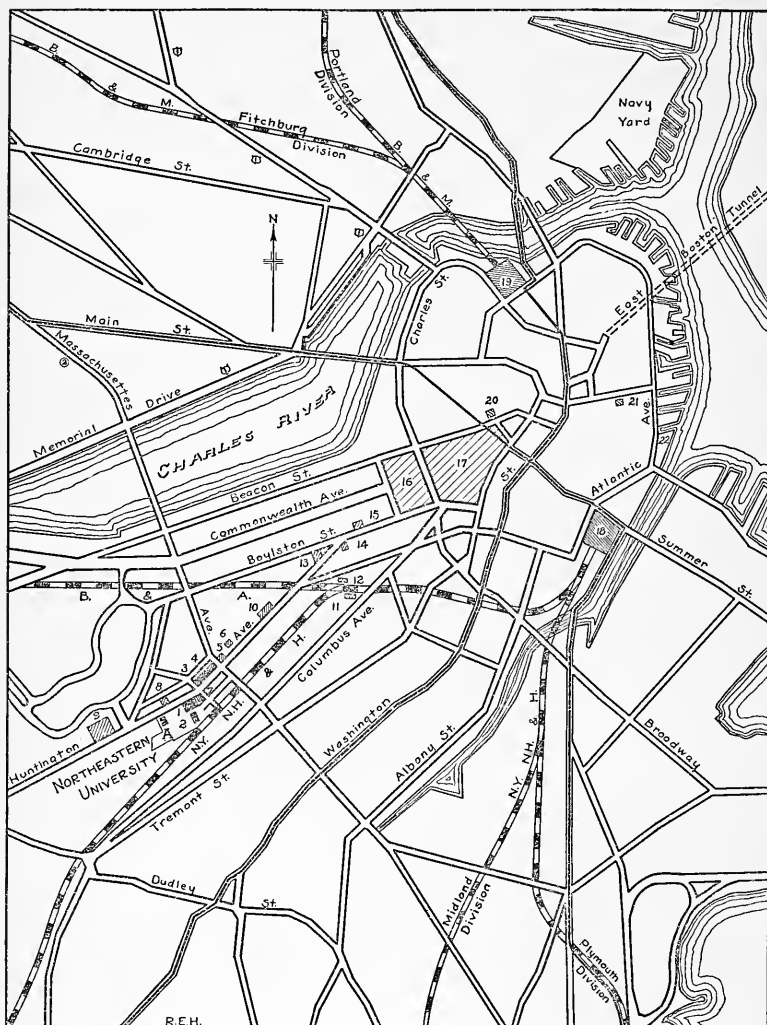 B. & M.
Fitchburg
Division
Portland
Division
B. & M.
Navy
Yard
Cambridge St.
N
East Boston Tunnel
19
Charles St.
Main St.
Massachusetts
Ave.
Memorial Drive
CHARLES RIVER
20
21
Ave.
22
Atlantic
Beacon St.
16
17
St.
Commonwealth Ave.
15
Boylston St.
14
13
18
Summer
St.
B. & A.
12
11
10
Ave.
6
5
4
3
8
1
2
A
Columbus Ave.
N.Y. N.H. & H.
Huntington
NORTHEASTERN
UNIVERSITY
Tremont St.
Washington
Albony St.
N.Y. N.H. & H.
Broadway
Dudley St.
Midland
Division
Plymouth
Division
R.E.H.